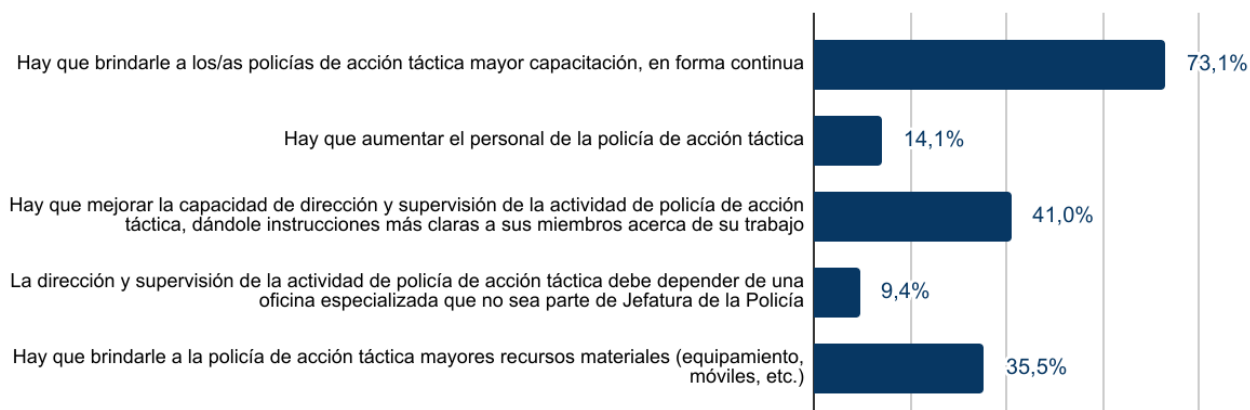 Hay que brindarle a los/as policías de acción táctica mayor capacitación, en forma continua
73,1%
Hay que aumentar el personal de la policía de acción táctica
14,1%
Hay que mejorar la capacidad de dirección y supervisión de la actividad de policía de acción
táctica, dándole instrucciones más claras a sus miembros acerca de su trabajo
41,0%
La dirección y supervisión de la actividad de policía de acción táctica debe depender de una
oficina especializada que no sea parte de Jefatura de la Policía
9,4%
Hay que brindarle a la policía de acción táctica mayores recursos materiales (equipamiento,
móviles, etc.)
35,5%